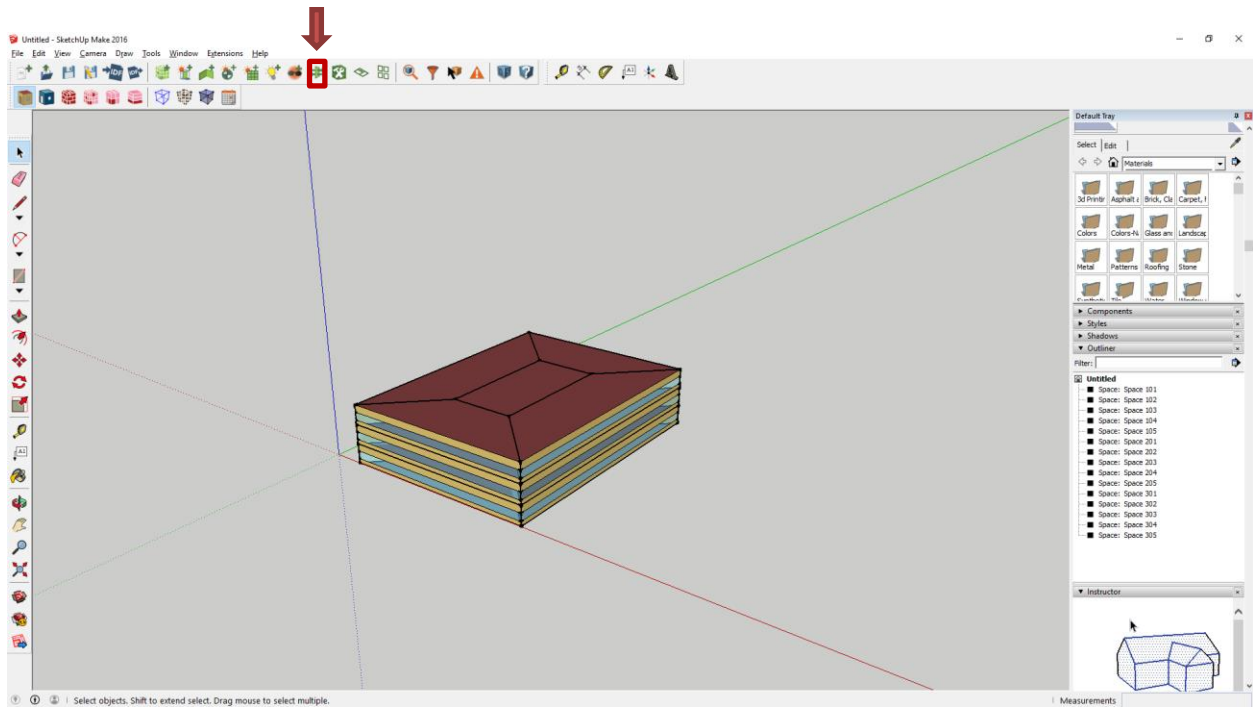 Untitled - SketchUp Make 2016
File Edit View Camera Draw Tools Window Extensions Help
Default Tray
Select Edit
Materials
3d Printir Asphalt a Brick, Cla Carpet, F
Colors Colors-Na Glass and Landscap
Metal Patterns Roofing Stone
Components
Styles
Shadows
Outliner
Filter:
Untitled
Space: Space 101
Space: Space 102
Space: Space 103
Space: Space 104
Space: Space 105
Space: Space 201
Space: Space 202
Space: Space 203
Space: Space 204
Space: Space 205
Space: Space 301
Space: Space 302
Space: Space 303
Space: Space 304
Space: Space 305
Instructor
Select objects. Shift to extend select. Drag mouse to select multiple.
Measurements